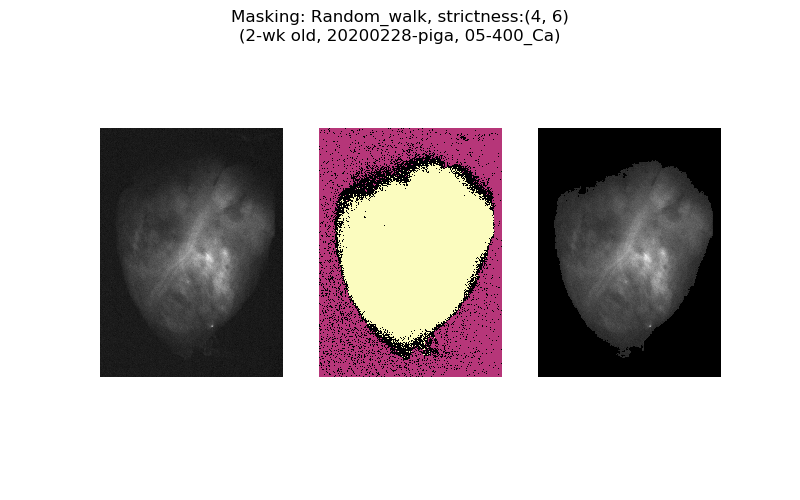 Masking: Random_walk, strictness:(4, 6)
(2-wk old, 20200228-piga, 05-400_Ca)